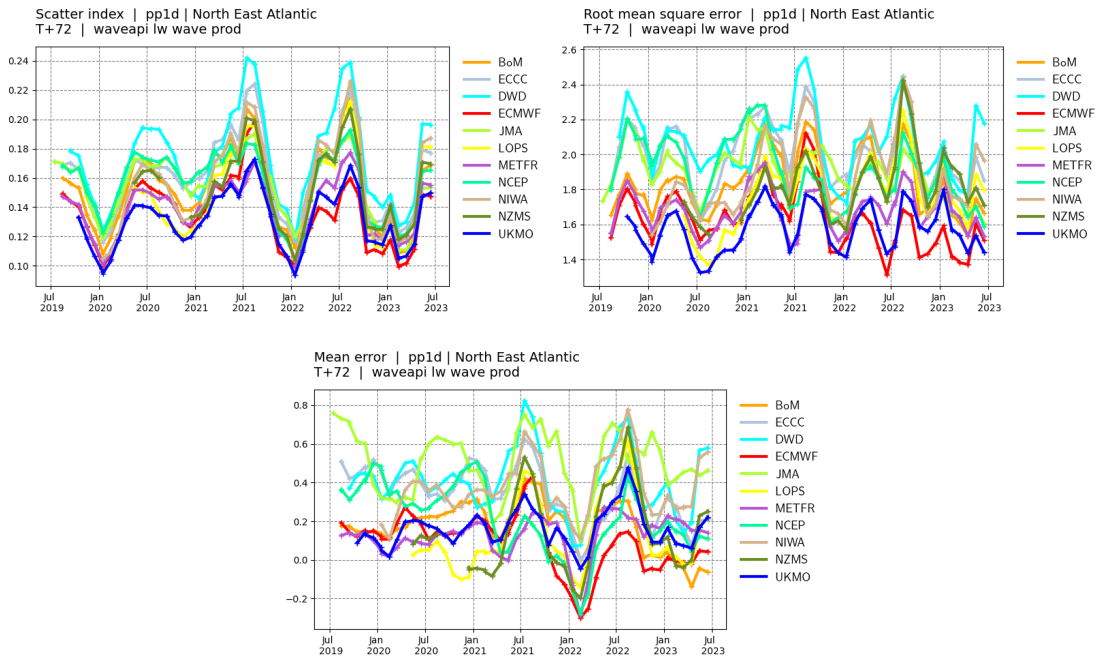 Scatter index | pp1d | North East Atlantic
T+72 | waveapi lw wave prod
0.24
0.22
0.20
0.18
0.16
0.14
0.12
0.10
Jul 2019
Jan 2020
Jul 2020
Jan 2021
Jul 2021
Jan 2022
Jul 2022
Jan 2023
Jul 2023
BoM
ECCC
DWD
ECMWF
JMA
LOPS
METFR
NCEP
NIWA
NZMS
UKMO
Root mean square error | pp1d | North East Atlantic
T+72 | waveapi lw wave prod
2.6
2.4
2.2
2.0
1.8
1.6
1.4
Jul 2019
Jan 2020
Jul 2020
Jan 2021
Jul 2021
Jan 2022
Jul 2022
Jan 2023
Jul 2023
BoM
ECCC
DWD
ECMWF
JMA
LOPS
METFR
NCEP
NIWA
NZMS
UKMO
Mean error | pp1d | North East Atlantic
T+72 | waveapi lw wave prod
0.8
0.6
0.4
0.2
0.0
−0.2
Jul 2019
Jan 2020
Jul 2020
Jan 2021
Jul 2021
Jan 2022
Jul 2022
Jan 2023
Jul 2023
BoM
ECCC
DWD
ECMWF
JMA
LOPS
METFR
NCEP
NIWA
NZMS
UKMO